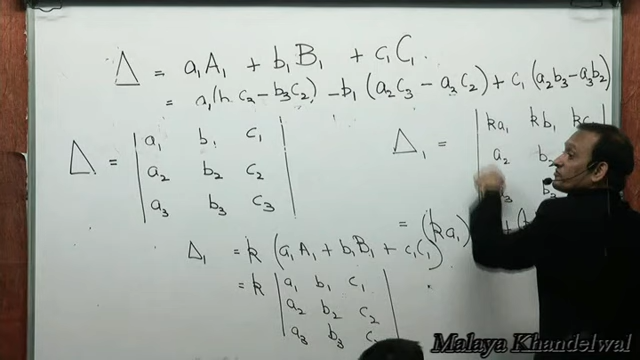 Δ = a₁A₁ + b₁B₁ + c₁C₁.
= a₁(b₂c₃ − b₃c₂) − b₁(a₂c₃ − a₃c₂) + c₁(a₂b₃ − a₃b₂)
Δ = | a₁ b₁ c₁ |
| a₂ b₂ c₂ |
| a₃ b₃ c₃ |
Δ₁ = | ka₁ kb₁ kc₁ |
a₂ b₂
b₃
= (ka₁) +
Δ₁ = k (a₁A₁ + b₁B₁ + c₁C₁)
= k | a₁ b₁ c₁ |
| a₂ b₂ c₂ |
| a₃ b₃ c₃ |
Malaya Khandelwal